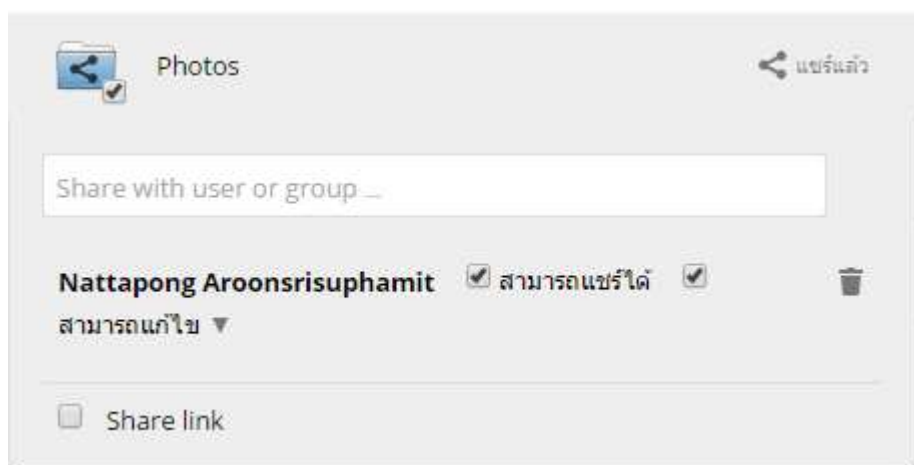 Photos แชร์แล้ว
Share with user or group ...
Nattapong Aroonsrisuphamit สามารถแชร์ได้
สามารถแก้ไข ▼
Share link